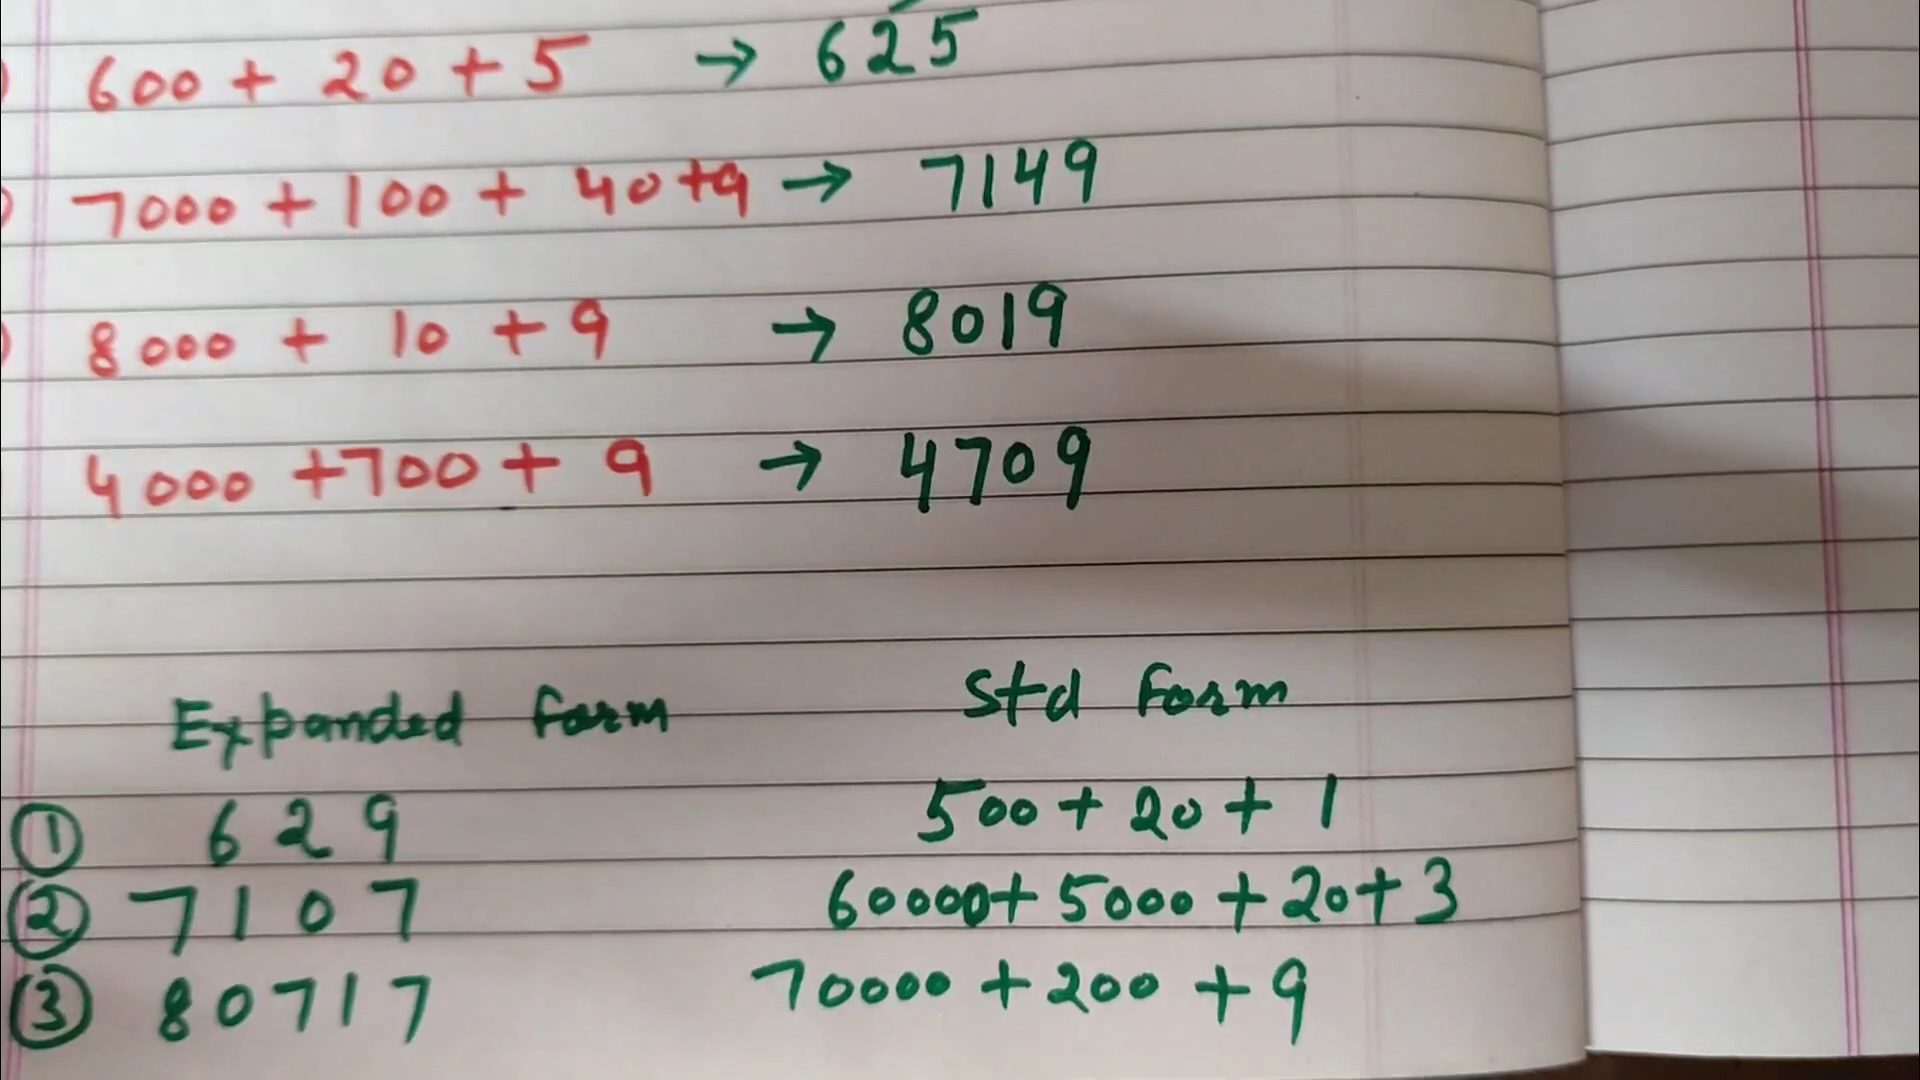 600 + 20 + 5 → 625
7000 + 100 + 40 + 9 → 7149
8000 + 10 + 9 → 8019
4000 + 700 + 9 → 4709
Expanded form Std Form
① 629 500 + 20 + 1
② 7107 60000 + 5000 + 20 + 3
③ 80717 70000 + 200 + 9